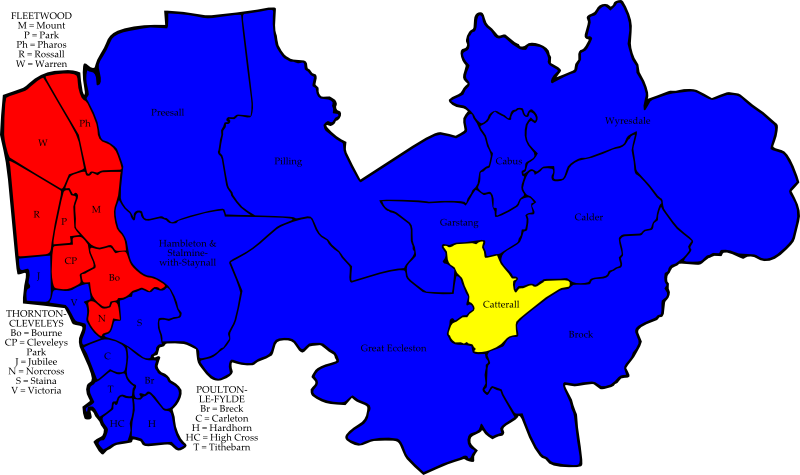 FLEETWOOD
M = Mount
P = Park
Ph = Pharos
R = Rossall
W = Warren
Ph
W
Preesall
Pilling
Wyresdale
Cabus
R
P
M
Garstang
Calder
Hambleton &
Stalmine-
with-Staynall
CP
J
Bo
V
N
S
Catterall
Great Eccleston
Brock
THORNTON-
CLEVELEYS
Bo = Bourne
CP = Cleveleys
Park
J = Jubilee
N = Norcross
S = Staina
V = Victoria
C
T
Br
HC
H
POULTON-
LE-FYLDE
Br = Breck
C = Carleton
H = Hardhorn
HC = High Cross
T = Tithebarn